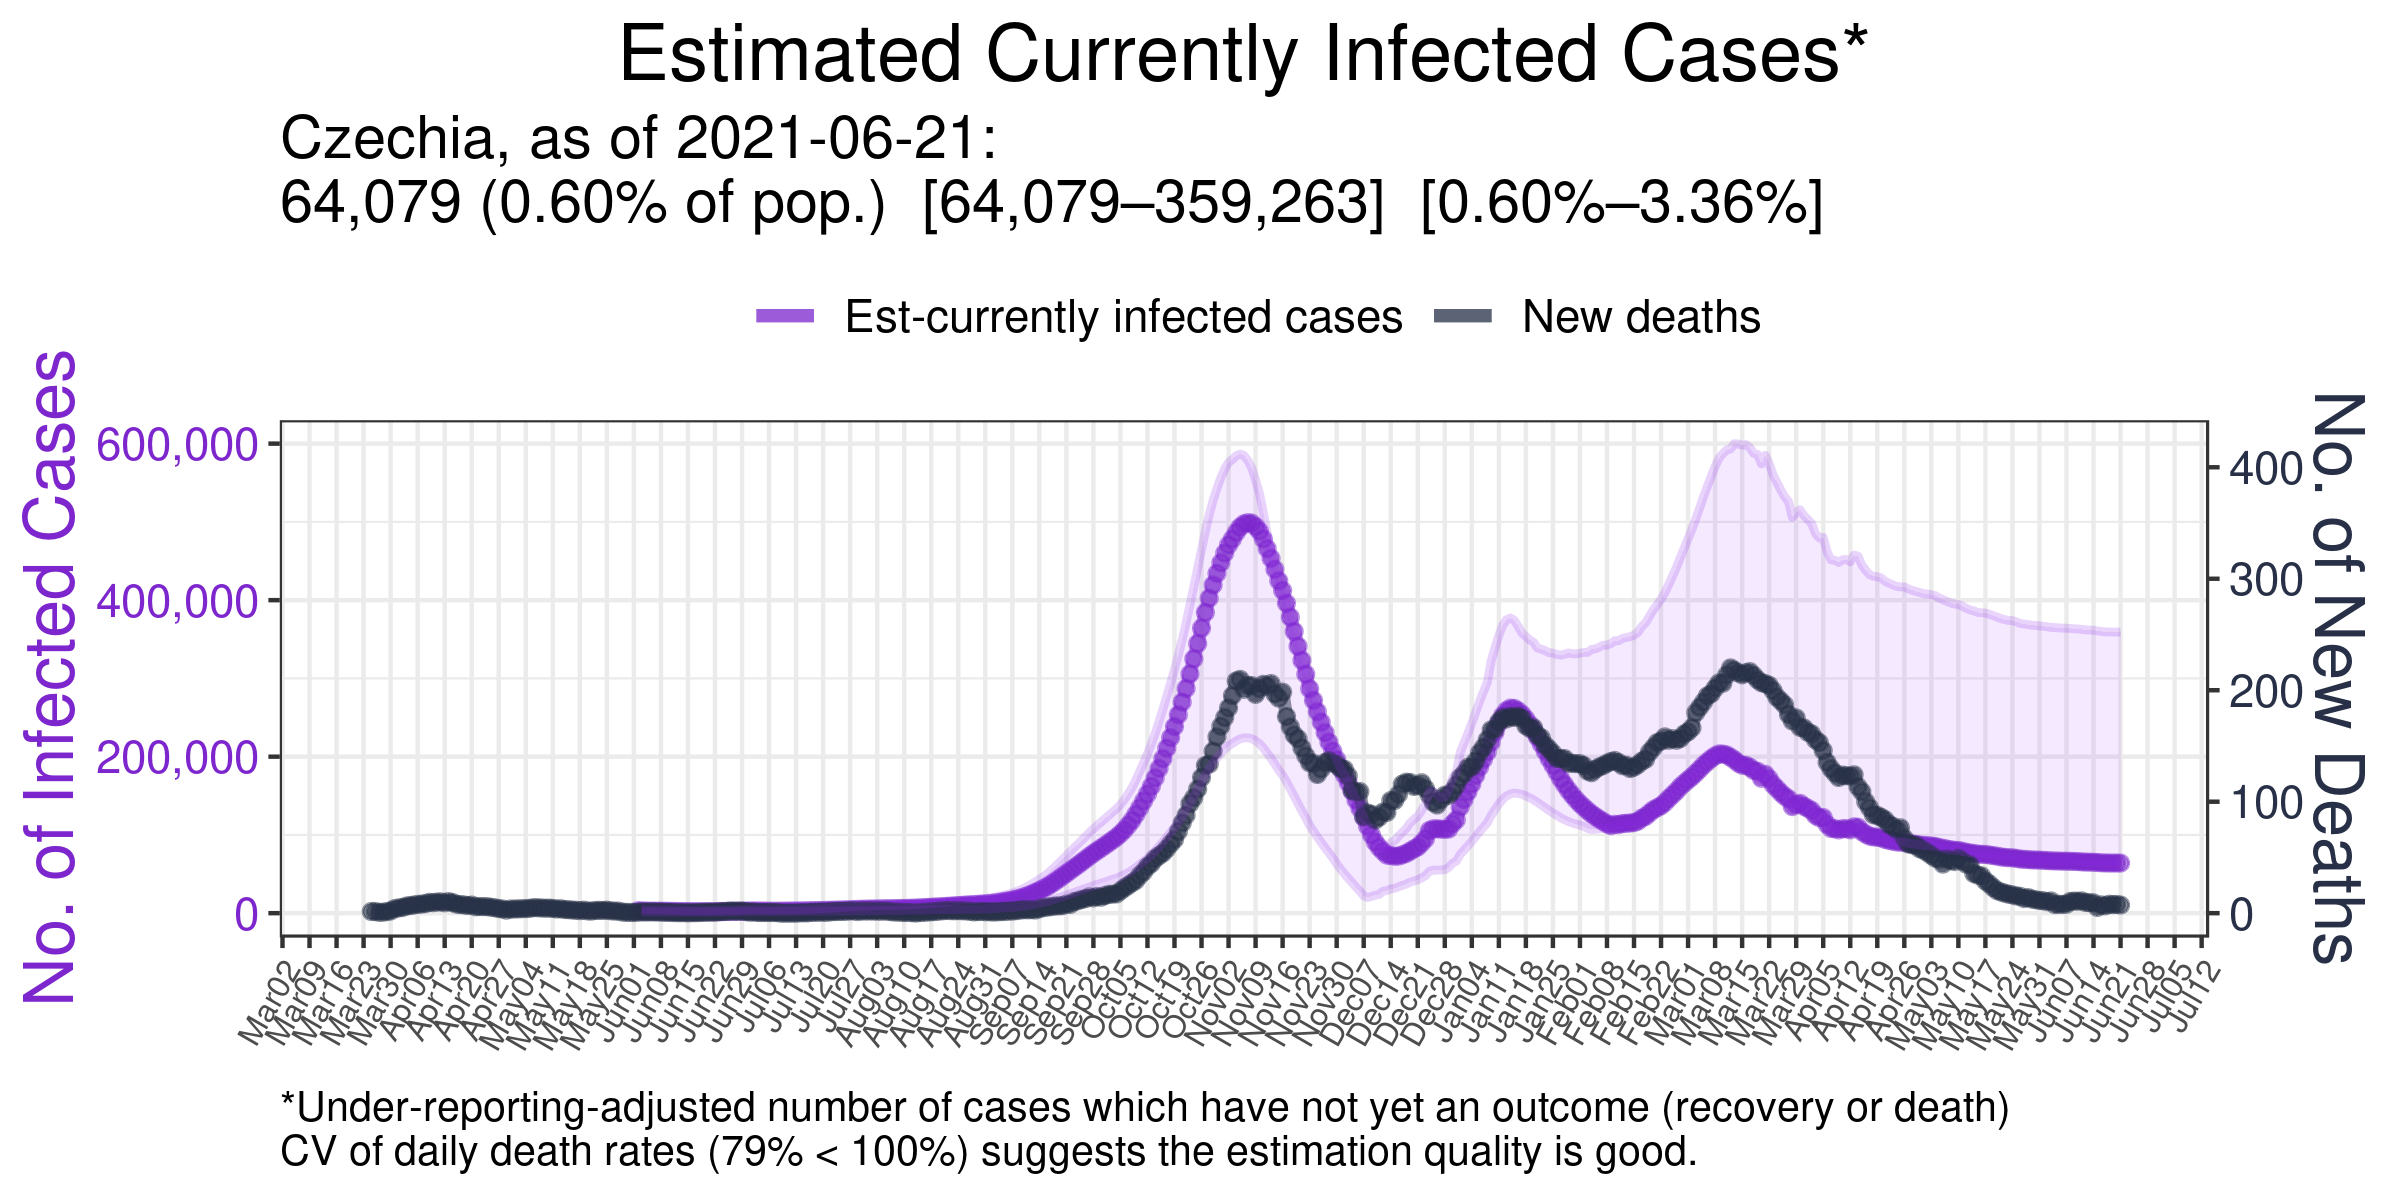 Estimated Currently Infected Cases*
Czechia, as of 2021-06-21:
64,079 (0.60% of pop.)  [64,079–359,263]  [0.60%–3.36%]
Est-currently infected cases
New deaths
No. of Infected Cases
600,000
400,000
200,000
0
No. of New Deaths
400
300
200
100
0
Mar02
Mar09
Mar16
Mar23
Mar30
Apr06
Apr13
Apr20
Apr27
May04
May11
May18
May25
Jun01
Jun08
Jun15
Jun22
Jun29
Jul06
Jul13
Jul20
Jul27
Aug03
Aug10
Aug17
Aug24
Aug31
Sep07
Sep14
Sep21
Sep28
Oct05
Oct12
Oct19
Oct26
Nov02
Nov09
Nov16
Nov23
Nov30
Dec07
Dec14
Dec21
Dec28
Jan04
Jan11
Jan18
Jan25
Feb01
Feb08
Feb15
Feb22
Mar01
Mar08
Mar15
Mar22
Mar29
Apr05
Apr12
Apr19
Apr26
May03
May10
May17
May24
May31
Jun07
Jun14
Jun21
Jun28
Jul05
Jul12
*Under-reporting-adjusted number of cases which have not yet an outcome (recovery or death)
CV of daily death rates (79% < 100%) suggests the estimation quality is good.